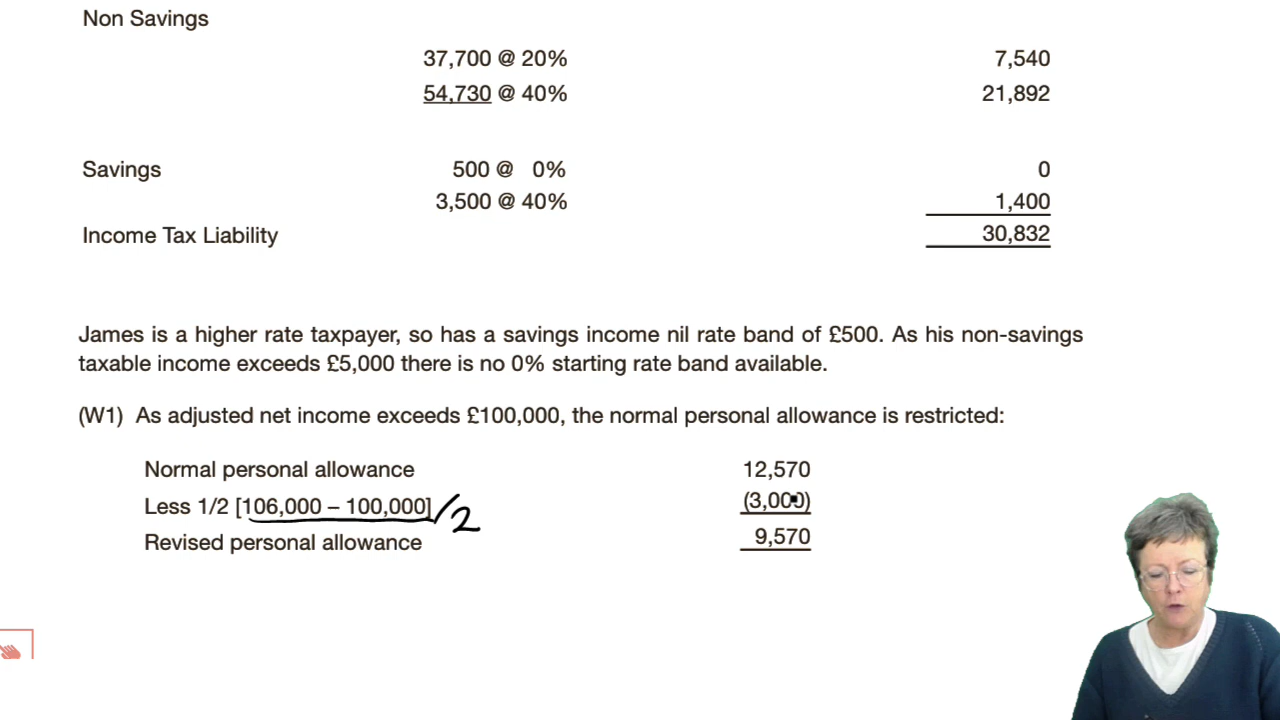 Non Savings
37,700 @ 20% 7,540
54,730 @ 40% 21,892
Savings 500 @ 0% 0
3,500 @ 40% 1,400
Income Tax Liability 30,832
James is a higher rate taxpayer, so has a savings income nil rate band of £500. As his non-savings
taxable income exceeds £5,000 there is no 0% starting rate band available.
(W1) As adjusted net income exceeds £100,000, the normal personal allowance is restricted:
Normal personal allowance 12,570
Less 1/2 [106,000 – 100,000] /2 (3,000)
Revised personal allowance 9,570